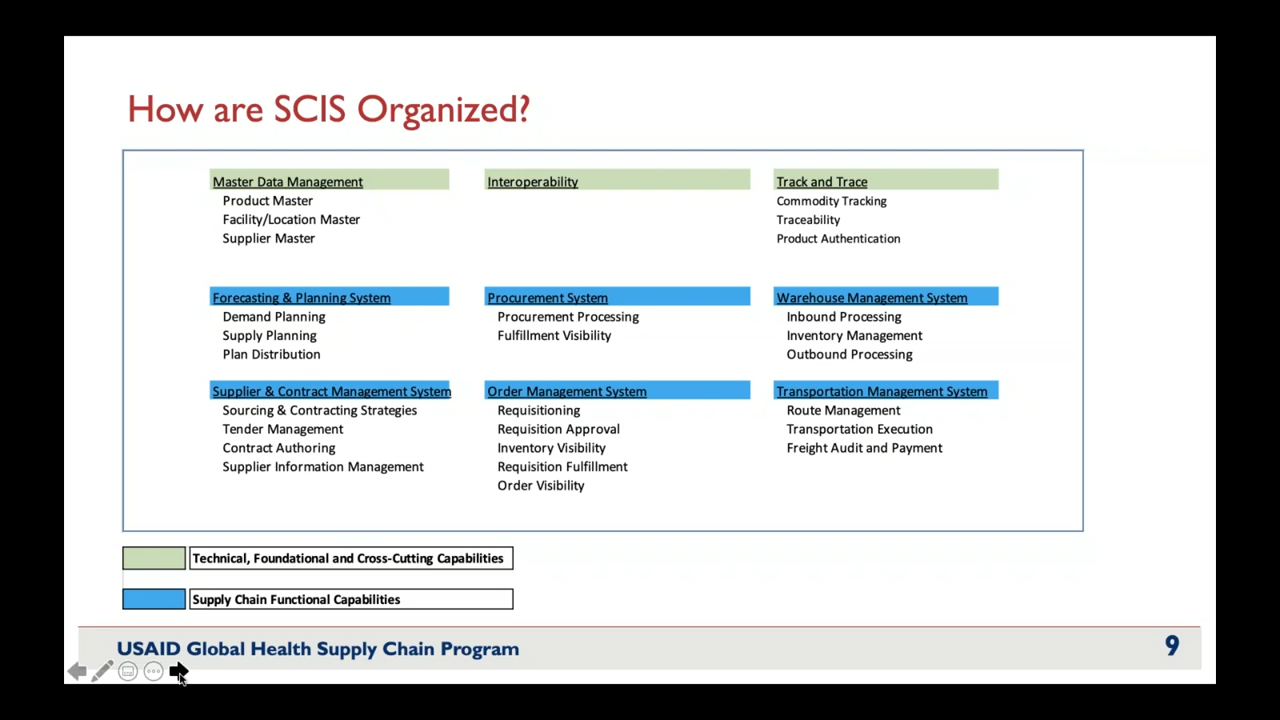 How are SCIS Organized?
Master Data Management
Product Master
Facility/Location Master
Supplier Master
Interoperability
Track and Trace
Commodity Tracking
Traceability
Product Authentication
Forecasting & Planning System
Demand Planning
Supply Planning
Plan Distribution
Procurement System
Procurement Processing
Fulfillment Visibility
Warehouse Management System
Inbound Processing
Inventory Management
Outbound Processing
Supplier & Contract Management System
Sourcing & Contracting Strategies
Tender Management
Contract Authoring
Supplier Information Management
Order Management System
Requisitioning
Requisition Approval
Inventory Visibility
Requisition Fulfillment
Order Visibility
Transportation Management System
Route Management
Transportation Execution
Freight Audit and Payment
Technical, Foundational and Cross-Cutting Capabilities
Supply Chain Functional Capabilities
USAID Global Health Supply Chain Program
9